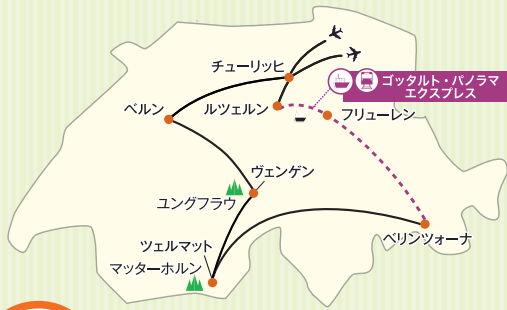 チューリッヒ
ゴッタルト・パノラマ
エクスプレス
ベルン
ルツェルン
フリューレン
ヴェンゲン
ユングフラウ
ベリンツォーナ
ツェルマット
マッターホルン